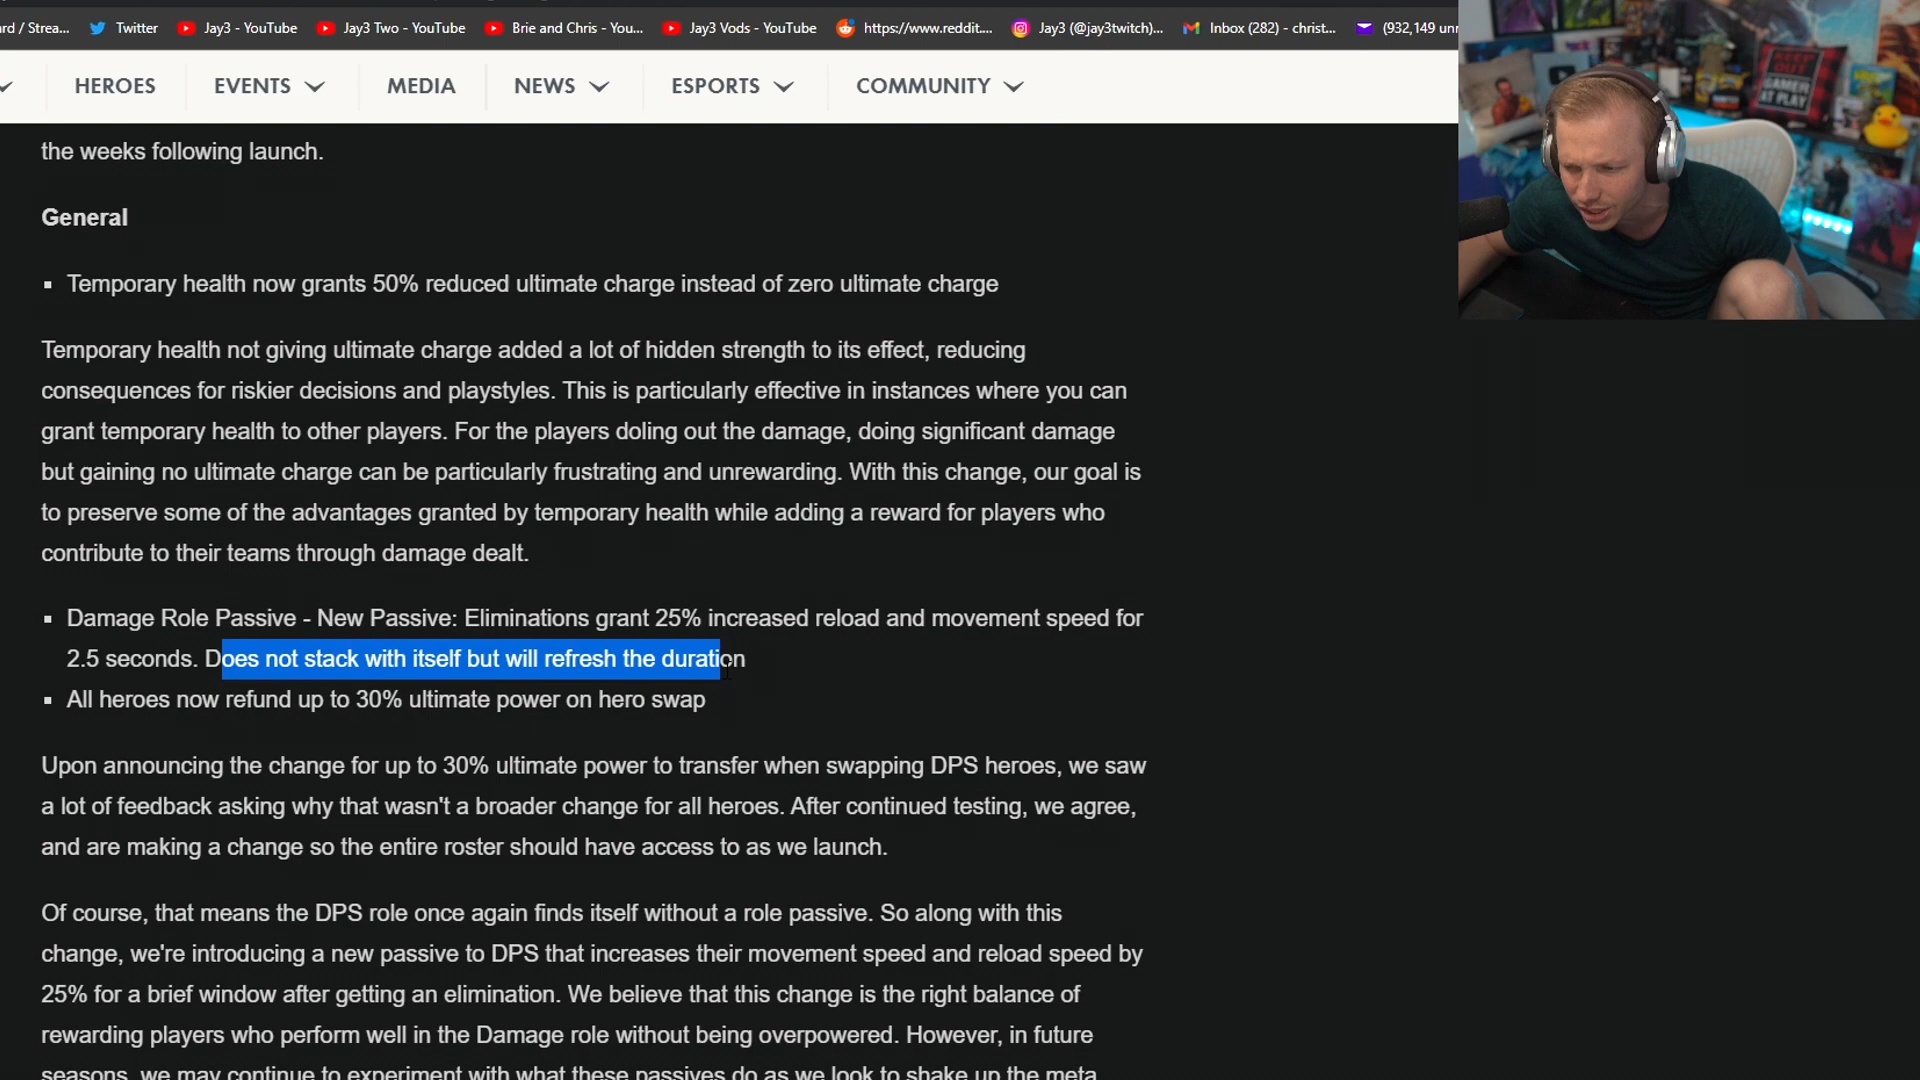 rd / Strea... Twitter Jay3 - YouTube Jay3 Two - YouTube Brie and Chris - You... Jay3 Vods - YouTube https://www.reddit.... Jay3 (@jay3twitch)... Inbox (282) - christ... (932,149 unr
HEROES EVENTS MEDIA NEWS ESPORTS COMMUNITY
KEEP OUT
GAMER
AT PLAY
the weeks following launch.
General
▪ Temporary health now grants 50% reduced ultimate charge instead of zero ultimate charge
Temporary health not giving ultimate charge added a lot of hidden strength to its effect, reducing
consequences for riskier decisions and playstyles. This is particularly effective in instances where you can
grant temporary health to other players. For the players doling out the damage, doing significant damage
but gaining no ultimate charge can be particularly frustrating and unrewarding. With this change, our goal is
to preserve some of the advantages granted by temporary health while adding a reward for players who
contribute to their teams through damage dealt.
▪ Damage Role Passive - New Passive: Eliminations grant 25% increased reload and movement speed for
2.5 seconds. Does not stack with itself but will refresh the duration
▪ All heroes now refund up to 30% ultimate power on hero swap
Upon announcing the change for up to 30% ultimate power to transfer when swapping DPS heroes, we saw
a lot of feedback asking why that wasn't a broader change for all heroes. After continued testing, we agree,
and are making a change so the entire roster should have access to as we launch.
Of course, that means the DPS role once again finds itself without a role passive. So along with this
change, we're introducing a new passive to DPS that increases their movement speed and reload speed by
25% for a brief window after getting an elimination. We believe that this change is the right balance of
rewarding players who perform well in the Damage role without being overpowered. However, in future
seasons, we may continue to experiment with what these passives do as we look to shake up the meta